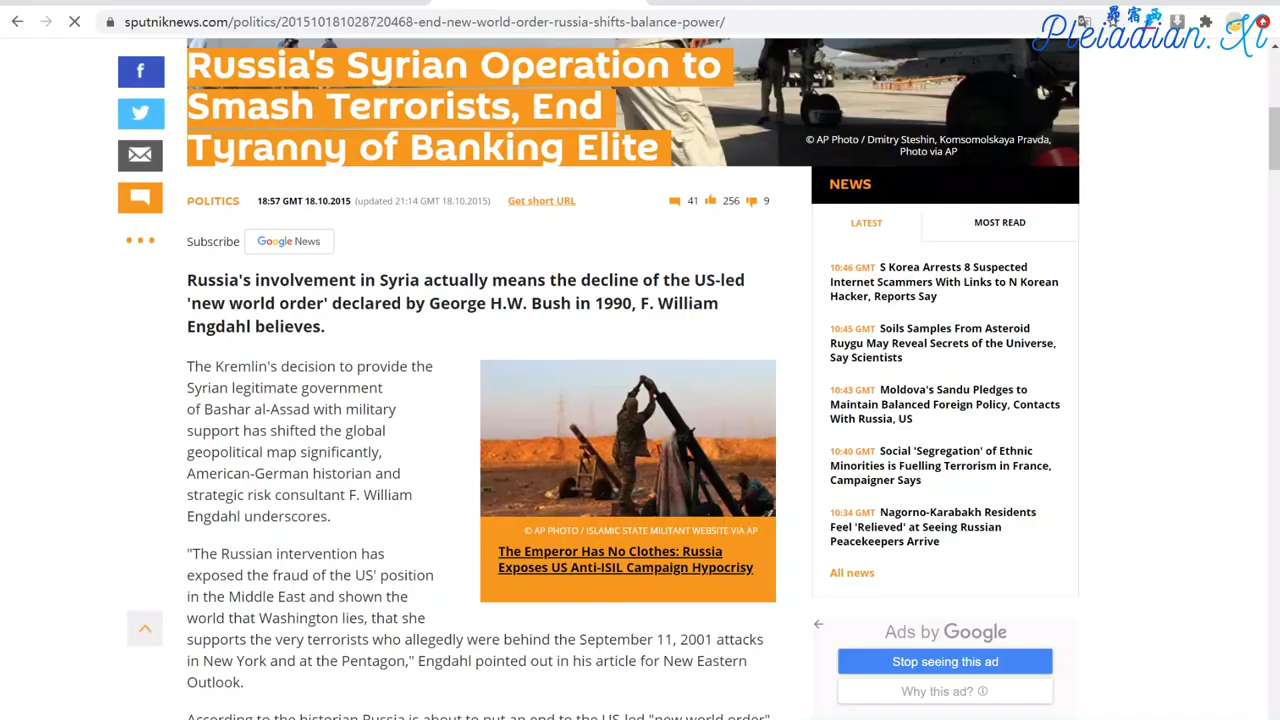 sputniknews.com/politics/201510181028720468-end-new-world-order-russia-shifts-balance-power/
昴宿西
Pleiadian.Xi
f
Russia's Syrian Operation to
Smash Terrorists, End
Tyranny of Banking Elite
© AP Photo / Dmitry Steshin, Komsomolskaya Pravda,
Photo via AP
POLITICS 18:57 GMT 18.10.2015 (updated 21:14 GMT 18.10.2015) Get short URL 41 256 9
Subscribe Google News
Russia's involvement in Syria actually means the decline of the US-led
'new world order' declared by George H.W. Bush in 1990, F. William
Engdahl believes.
The Kremlin's decision to provide the
Syrian legitimate government
of Bashar al-Assad with military
support has shifted the global
geopolitical map significantly,
American-German historian and
strategic risk consultant F. William
Engdahl underscores.
© AP PHOTO / ISLAMIC STATE MILITANT WEBSITE VIA AP
The Emperor Has No Clothes: Russia
Exposes US Anti-ISIL Campaign Hypocrisy
"The Russian intervention has
exposed the fraud of the US' position
in the Middle East and shown the
world that Washington lies, that she
supports the very terrorists who allegedly were behind the September 11, 2001 attacks
in New York and at the Pentagon," Engdahl pointed out in his article for New Eastern
Outlook.
According to the historian Russia is about to put an end to the US-led "new world order"
NEWS
LATEST MOST READ
10:46 GMT S Korea Arrests 8 Suspected
Internet Scammers With Links to N Korean
Hacker, Reports Say
10:45 GMT Soils Samples From Asteroid
Ruygu May Reveal Secrets of the Universe,
Say Scientists
10:43 GMT Moldova's Sandu Pledges to
Maintain Balanced Foreign Policy, Contacts
With Russia, US
10:40 GMT Social 'Segregation' of Ethnic
Minorities is Fuelling Terrorism in France,
Campaigner Says
10:34 GMT Nagorno-Karabakh Residents
Feel 'Relieved' at Seeing Russian
Peacekeepers Arrive
All news
Ads by Google
Stop seeing this ad
Why this ad?